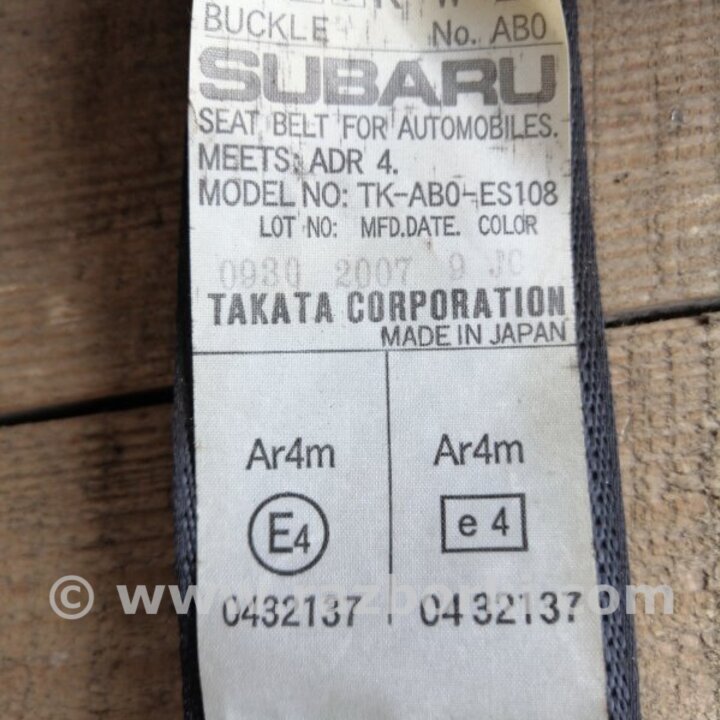 BUCKLE No. AB0
SUBARU
SEAT BELT FOR AUTOMOBILES.
MEETS ADR 4.
MODEL NO: TK-AB0-ES108
LOT NO: MFD.DATE. COLOR
2007 9 JC
TAKATA CORPORATION
MADE IN JAPAN
Ar4m Ar4m
E4 e 4
© www.
0432137 0432137